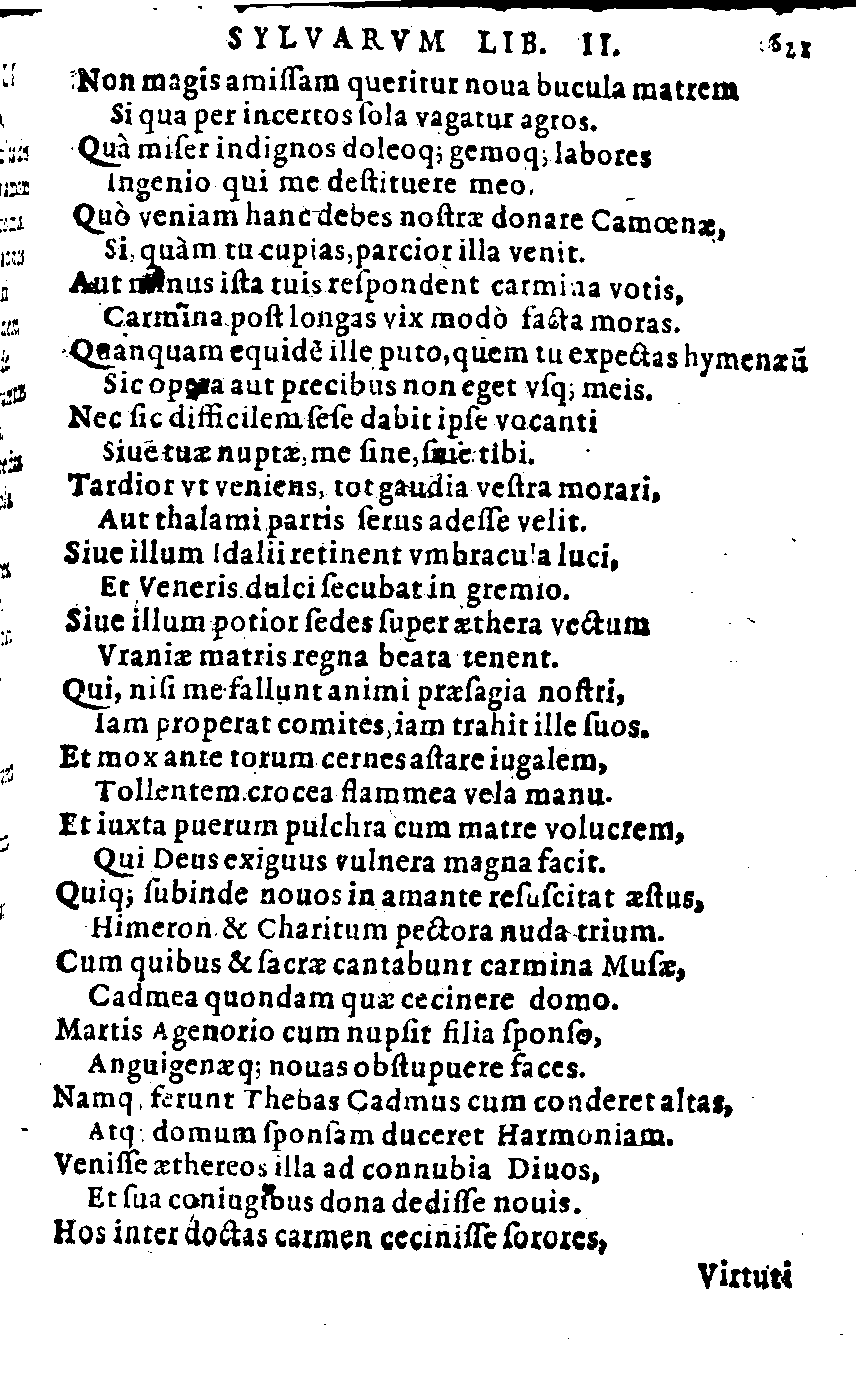 SYLVARVM LIB. II. 621
Non magis amiſſam queritur noua bucula matrem
Si qua per incertos ſola vagatur agros.
Quà miſer indignos doleoq; gemoq; labores
Ingenio qui me deſtituere meo.
Quò veniam hanc debes noſtræ donare Camœnæ,
Si, quàm tu cupias, parcior illa venit.
Aut minus iſta tuis reſpondent carmina votis,
Carmina poſt longas vix modò facta moras.
Quanquam equidē ille puto, quem tu expectas hymenæū
Sic opera aut precibus non eget vſq; meis.
Nec ſic difficilem ſeſe dabit ipſe vocanti
Siue tuæ nuptæ, me ſine, ſiue tibi.
Tardior vt veniens, tot gaudia veſtra morari,
Aut thalami partis ſerus adeſſe velit.
Siue illum Idalii retinent vmbracula luci,
Et Veneris dulci ſecubat in gremio.
Siue illum potior ſedes ſuper æthera vectum
Vraniæ matris regna beata tenent.
Qui, niſi me fallunt animi præſagia noſtri,
Iam properat comites, iam trahit ille ſuos.
Et mox ante torum cernes aſtare iugalem,
Tollentem crocea flammea vela manu.
Et iuxta puerum pulchra cum matre volucrem,
Qui Deus exiguus vulnera magna facit.
Quiq; ſubinde nouos in amante reſuſcitat æſtus,
Himeron & Charitum pectora nuda trium.
Cum quibus & ſacræ cantabunt carmina Muſæ,
Cadmea quondam quæ cecinere domo.
Martis Agenorio cum nupſit filia ſponſo,
Anguigenæq; nouas obſtupuere faces.
Namq, ferunt Thebas Cadmus cum conderet altas,
Atq; domum ſponſam duceret Harmoniam.
Veniſſe æthereos illa ad connubia Diuos,
Et ſua coniugibus dona dediſſe nouis.
Hos inter doctas carmen ceciniſſe ſorores,
Virtuti